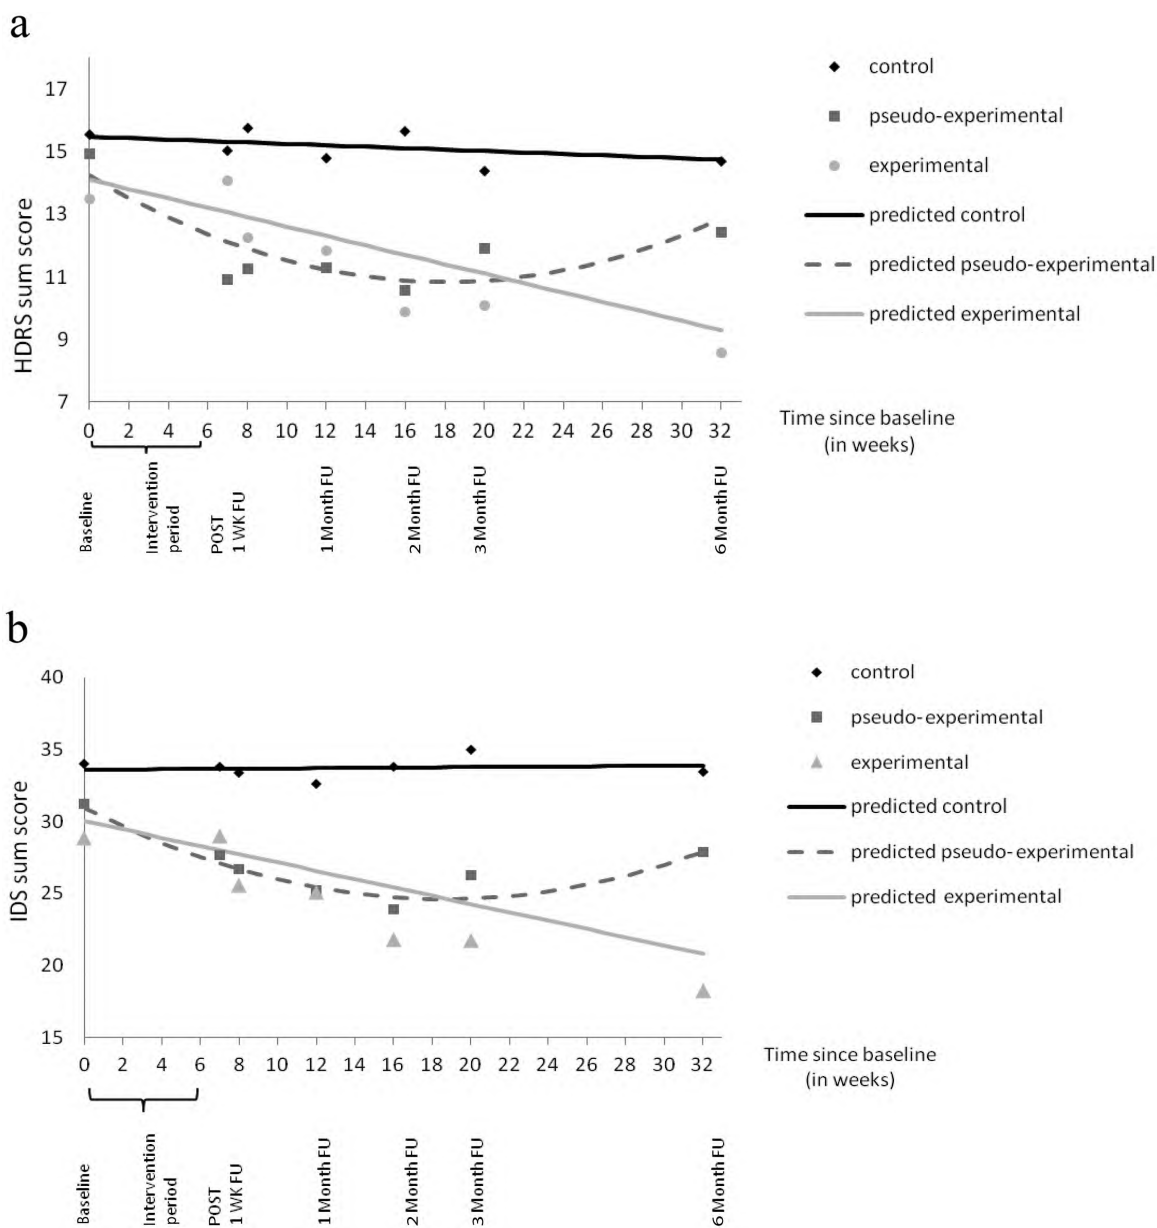 a
17
15
13
11
9
7
HDRS sum score
control
pseudo-experimental
experimental
predicted control
predicted pseudo-experimental
predicted experimental
0 2 4 6 8 10 12 14 16 18 20 22 24 26 28 30 32
Time since baseline
(in weeks)
Baseline
Intervention
period
POST
1 WK FU
1 Month FU
2 Month FU
3 Month FU
6 Month FU
b
40
35
30
25
20
15
IDS sum score
control
pseudo-experimental
experimental
predicted control
predicted pseudo-experimental
predicted experimental
0 2 4 6 8 10 12 14 16 18 20 22 24 26 28 30 32
Time since baseline
(in weeks)
Baseline
Intervention
period
POST
1 WK FU
1 Month FU
2 Month FU
3 Month FU
6 Month FU